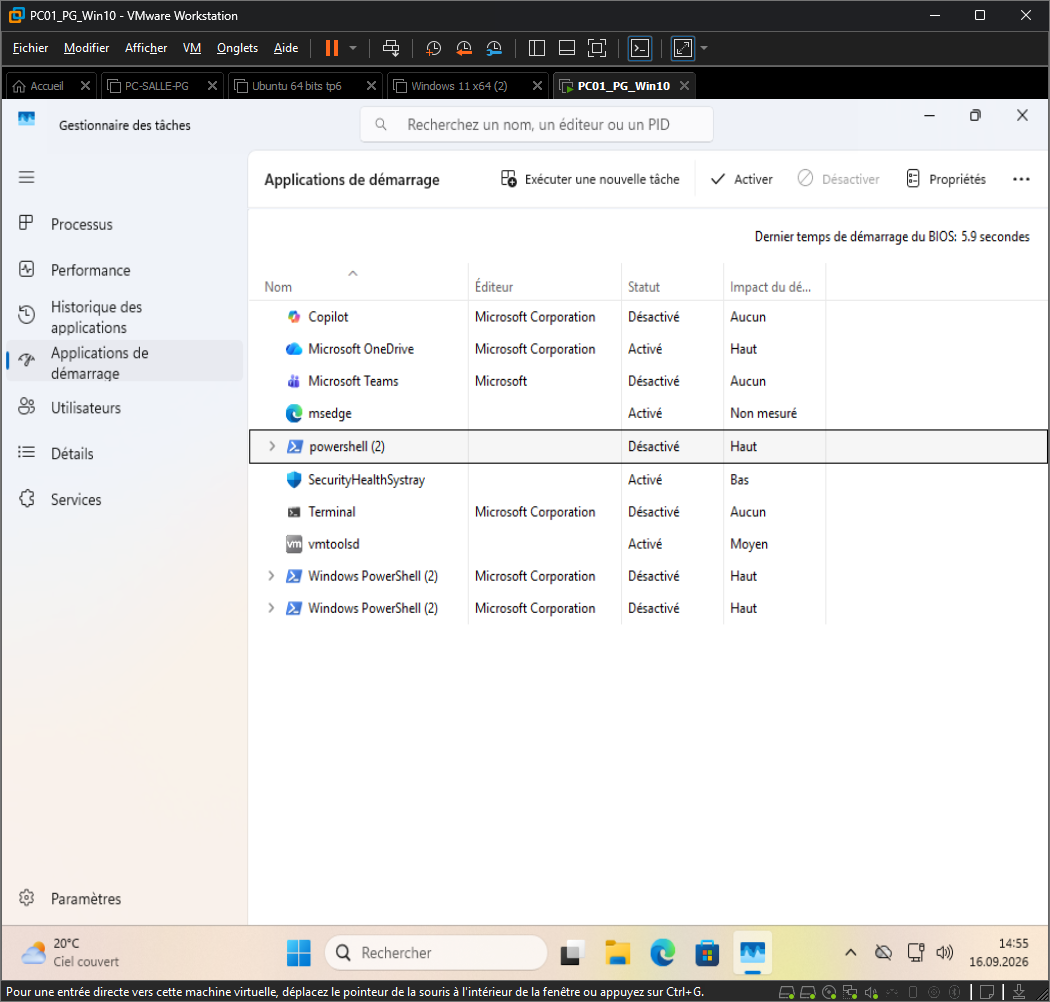 PC01_PG_Win10 - VMware Workstation
Fichier Modifier Afficher VM Onglets Aide
Accueil PC-SALLE-PG Ubuntu 64 bits tp6 Windows 11 x64 (2) PC01_PG_Win10
Gestionnaire des tâches
Recherchez un nom, un éditeur ou un PID
Applications de démarrage
Exécuter une nouvelle tâche Activer Désactiver Propriétés
Processus
Performance
Historique des
applications
Applications de
démarrage
Utilisateurs
Détails
Services
Paramètres
Dernier temps de démarrage du BIOS: 5.9 secondes
Nom Éditeur Statut Impact du dé...
Copilot Microsoft Corporation Désactivé Aucun
Microsoft OneDrive Microsoft Corporation Activé Haut
Microsoft Teams Microsoft Désactivé Aucun
msedge Activé Non mesuré
powershell (2) Désactivé Haut
SecurityHealthSystray Activé Bas
Terminal Microsoft Corporation Désactivé Aucun
vm vmtoolsd Activé Moyen
Windows PowerShell (2) Microsoft Corporation Désactivé Haut
Windows PowerShell (2) Microsoft Corporation Désactivé Haut
20°C
Ciel couvert
Rechercher
14:55
16.09.2026
Pour une entrée directe vers cette machine virtuelle, déplacez le pointeur de la souris à l'intérieur de la fenêtre ou appuyez sur Ctrl+G.